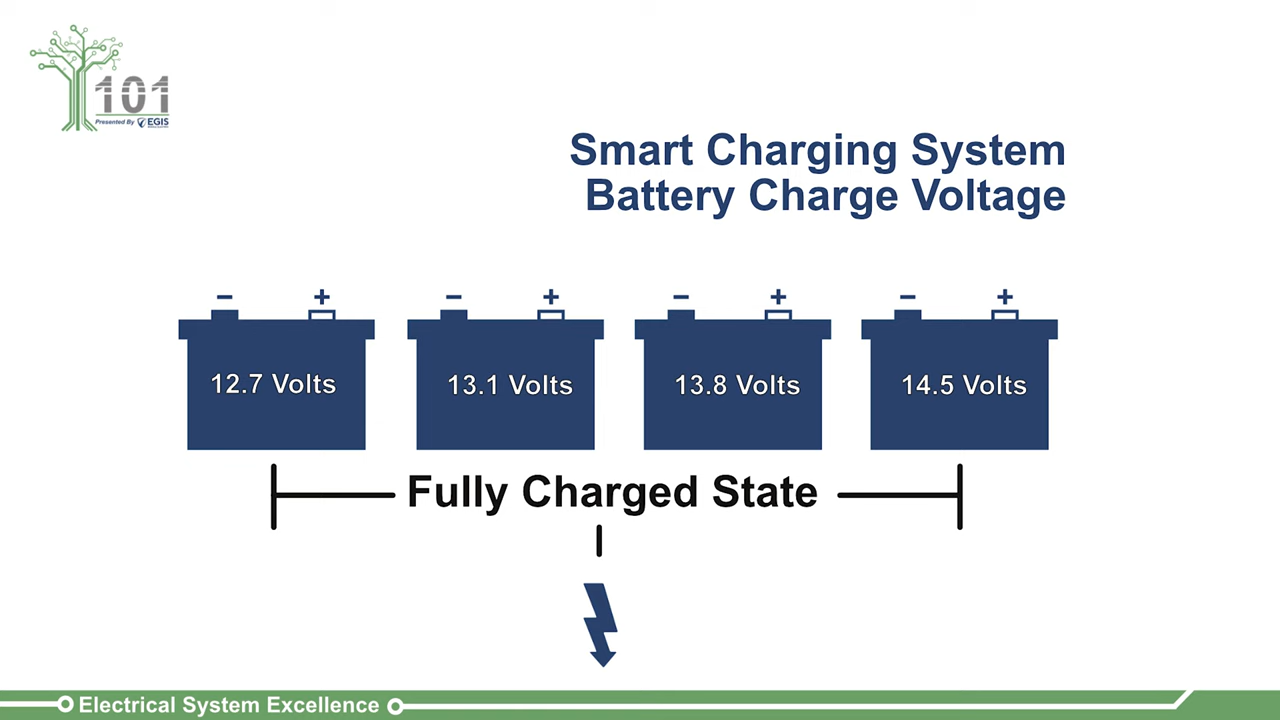 101
Presented By EGIS
Smart Charging System
Battery Charge Voltage
− + − + − + − +
12.7 Volts 13.1 Volts 13.8 Volts 14.5 Volts
Fully Charged State
Electrical System Excellence